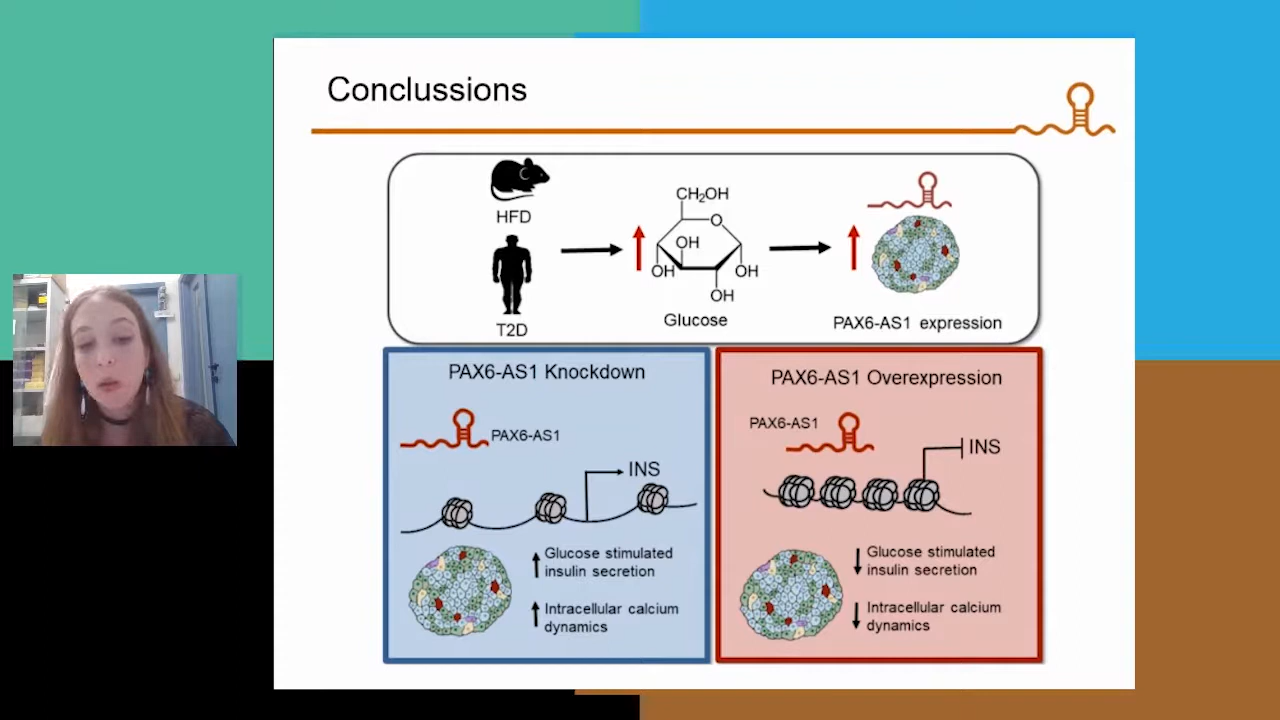 Conclussions
HFD
T2D
CH₂OH
O
OH
OH
OH
OH
Glucose
PAX6-AS1 expression
PAX6-AS1 Knockdown
PAX6-AS1
INS
Glucose stimulated
insulin secretion
Intracellular calcium
dynamics
PAX6-AS1 Overexpression
PAX6-AS1
INS
Glucose stimulated
insulin secretion
Intracellular calcium
dynamics